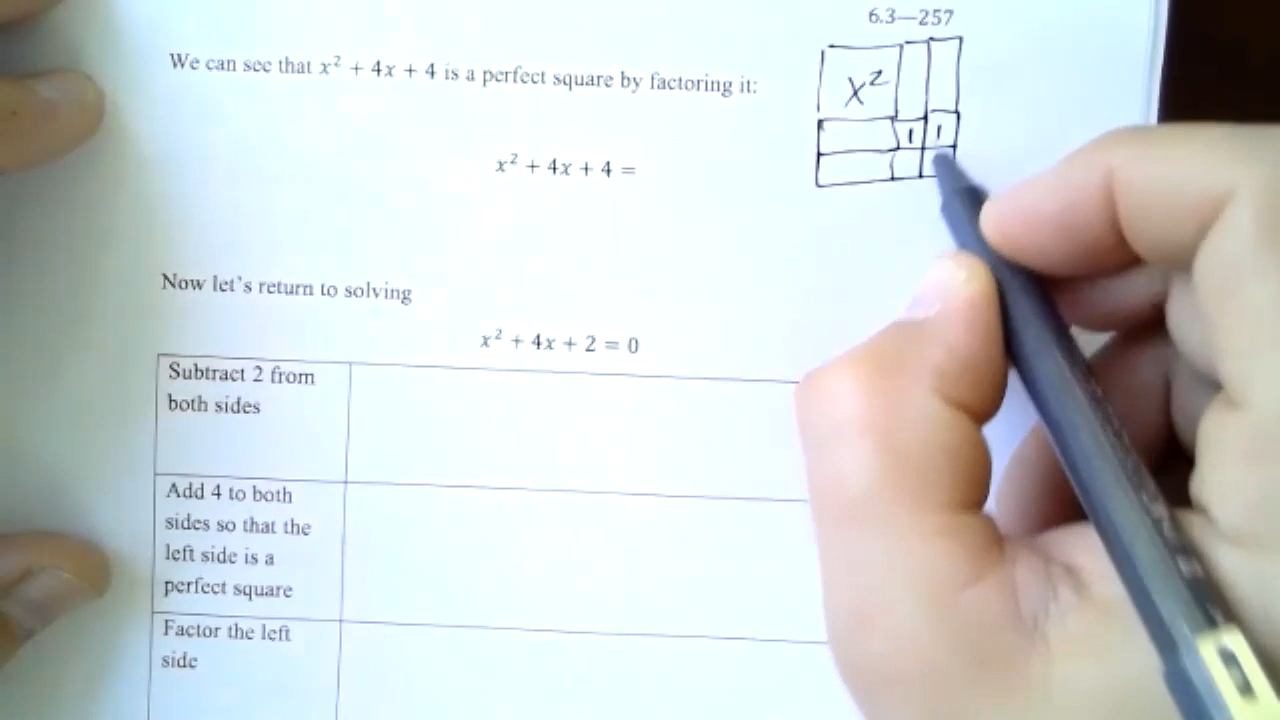 6.3—257
We can see that x² + 4x + 4 is a perfect square by factoring it:
x²
1 1
x² + 4x + 4 =
Now let's return to solving
x² + 4x + 2 = 0
Subtract 2 from
both sides
Add 4 to both
sides so that the
left side is a
perfect square
Factor the left
side